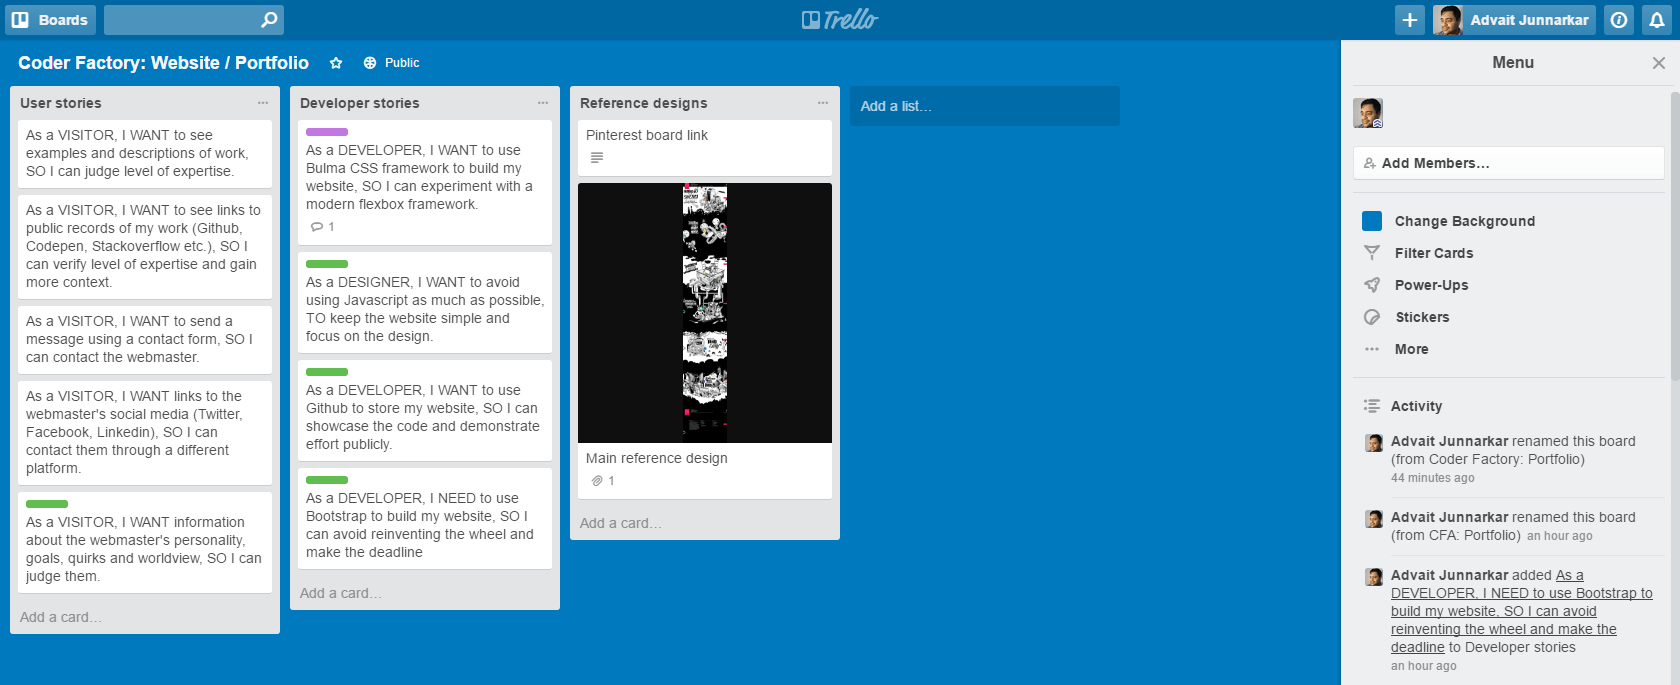 Boards
Trello
Advait Junnarkar
Coder Factory: Website / Portfolio
Public
User stories
As a VISITOR, I WANT to see
examples and descriptions of work,
SO I can judge level of expertise.
As a VISITOR, I WANT to see links to
public records of my work (Github,
Codepen, Stackoverflow etc.), SO I
can verify level of expertise and gain
more context.
As a VISITOR, I WANT to send a
message using a contact form, SO I
can contact the webmaster.
As a VISITOR, I WANT links to the
webmaster's social media (Twitter,
Facebook, Linkedin), SO I can
contact them through a different
platform.
As a VISITOR, I WANT information
about the webmaster's personality,
goals, quirks and worldview, SO I can
judge them.
Add a card…
Developer stories
As a DEVELOPER, I WANT to use
Bulma CSS framework to build my
website, SO I can experiment with a
modern flexbox framework.
1
As a DESIGNER, I WANT to avoid
using Javascript as much as possible,
TO keep the website simple and
focus on the design.
As a DEVELOPER, I WANT to use
Github to store my website, SO I can
showcase the code and demonstrate
effort publicly.
As a DEVELOPER, I NEED to use
Bootstrap to build my website, SO I
can avoid reinventing the wheel and
make the deadline
Add a card…
Reference designs
Pinterest board link
Main reference design
1
Add a card…
Add a list…
Menu
Add Members…
Change Background
Filter Cards
Power-Ups
Stickers
More
Activity
Advait Junnarkar renamed this board
(from Coder Factory: Portfolio)
44 minutes ago
Advait Junnarkar renamed this board
(from CFA: Portfolio) an hour ago
Advait Junnarkar added As a
DEVELOPER, I NEED to use Bootstrap to
build my website, SO I can avoid
reinventing the wheel and make the
deadline to Developer stories
an hour ago